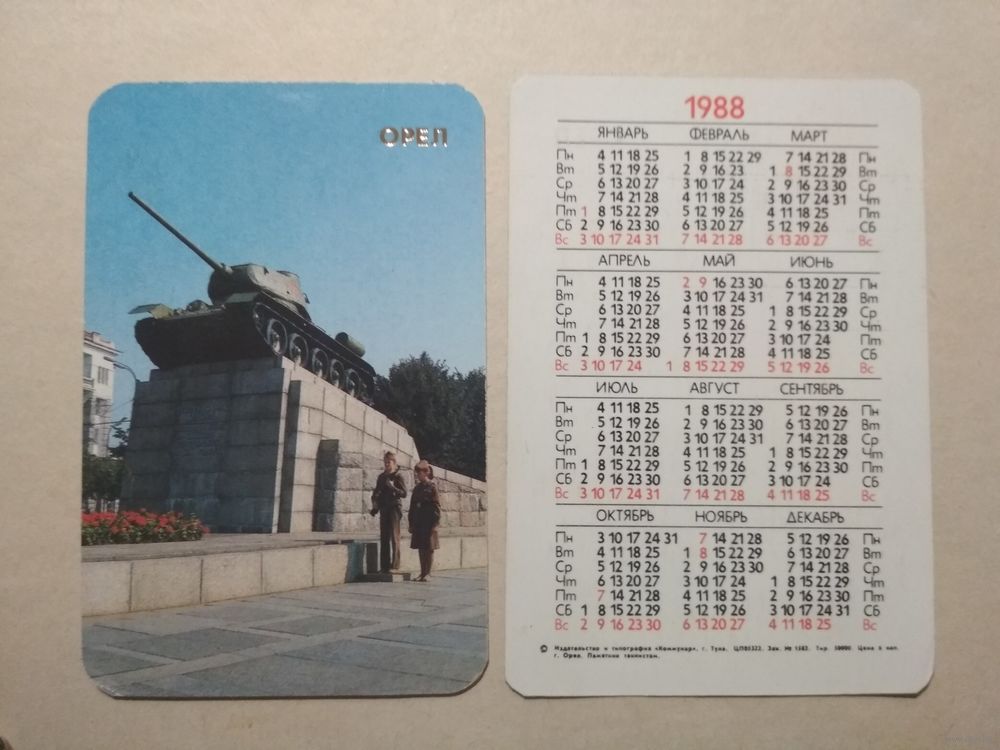 ОРЕЛ
1988
ЯНВАРЬ ФЕВРАЛЬ МАРТ
Пн 4 11 18 25 1 8 15 22 29 7 14 21 28 Пн
Вт 5 12 19 26 2 9 16 23 1 8 15 22 29 Вт
Ср 6 13 20 27 3 10 17 24 2 9 16 23 30 Ср
Чт 7 14 21 28 4 11 18 25 3 10 17 24 31 Чт
Пт 1 8 15 22 29 5 12 19 26 4 11 18 25 Пт
Сб 2 9 16 23 30 6 13 20 27 5 12 19 26 Сб
Вс 3 10 17 24 31 7 14 21 28 6 13 20 27 Вс
АПРЕЛЬ МАЙ ИЮНЬ
Пн 4 11 18 25 2 9 16 23 30 6 13 20 27 Пн
Вт 5 12 19 26 3 10 17 24 31 7 14 21 28 Вт
Ср 6 13 20 27 4 11 18 25 1 8 15 22 29 Ср
Чт 7 14 21 28 5 12 19 26 2 9 16 23 30 Чт
Пт 1 8 15 22 29 6 13 20 27 3 10 17 24 Пт
Сб 2 9 16 23 30 7 14 21 28 4 11 18 25 Сб
Вс 3 10 17 24 1 8 15 22 29 5 12 19 26 Вс
ИЮЛЬ АВГУСТ СЕНТЯБРЬ
Пн 4 11 18 25 1 8 15 22 29 5 12 19 26 Пн
Вт 5 12 19 26 2 9 16 23 30 6 13 20 27 Вт
Ср 6 13 20 27 3 10 17 24 31 7 14 21 28 Ср
Чт 7 14 21 28 4 11 18 25 1 8 15 22 29 Чт
Пт 1 8 15 22 29 5 12 19 26 2 9 16 23 30 Пт
Сб 2 9 16 23 30 6 13 20 27 3 10 17 24 Сб
Вс 3 10 17 24 31 7 14 21 28 4 11 18 25 Вс
ОКТЯБРЬ НОЯБРЬ ДЕКАБРЬ
Пн 3 10 17 24 31 7 14 21 28 5 12 19 26 Пн
Вт 4 11 18 25 1 8 15 22 29 6 13 20 27 Вт
Ср 5 12 19 26 2 9 16 23 30 7 14 21 28 Ср
Чт 6 13 20 27 3 10 17 24 1 8 15 22 29 Чт
Пт 7 14 21 28 4 11 18 25 2 9 16 23 30 Пт
Сб 1 8 15 22 29 5 12 19 26 3 10 17 24 31 Сб
Вс 2 9 16 23 30 6 13 20 27 4 11 18 25 Вс
© Издательство и типография «Коммунар», г. Тула. ЦП05322. Зак. № 1582. Тир. 50000. Цена 5 коп.
г. Орел. Памятник танкистам.